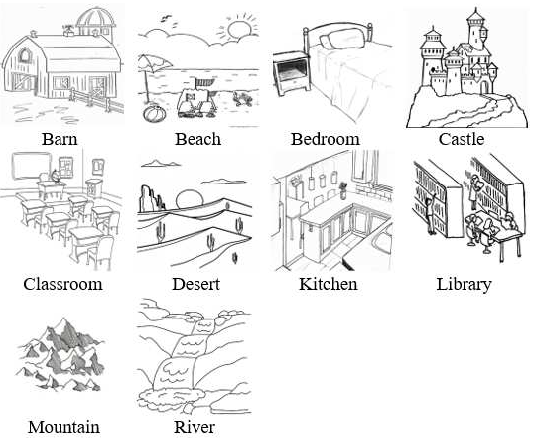 Barn Beach Bedroom Castle
Classroom Desert Kitchen Library
Mountain River